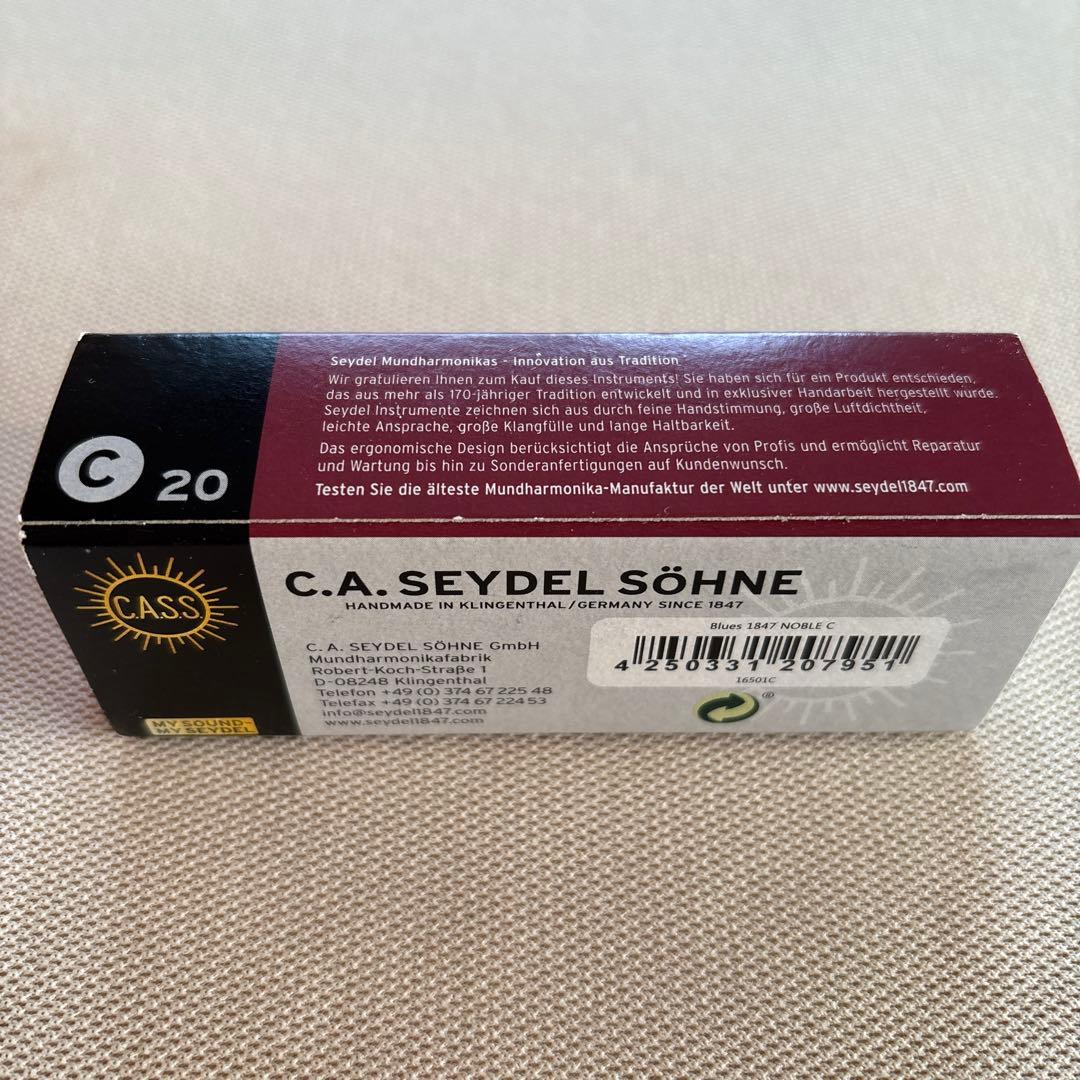 Seydel Mundharmonikas - Innovation aus Tradition
Wir gratulieren Ihnen zum Kauf dieses Instruments! Sie haben sich für ein Produkt entschieden,
das aus mehr als 170-jähriger Tradition entwickelt und in exklusiver Handarbeit hergestellt wurde.
Seydel Instrumente zeichnen sich aus durch feine Handstimmung, große Luftdichtheit,
leichte Ansprache, große Klangfülle und lange Haltbarkeit.
Das ergonomische Design berücksichtigt die Ansprüche von Profis und ermöglicht Reparatur
und Wartung bis hin zu Sonderanfertigungen auf Kundenwunsch.
Testen Sie die älteste Mundharmonika-Manufaktur der Welt unter www.seydel1847.com
C 20
C.A.S.S
MY SOUND-
MY SEYDEL
C.A. SEYDEL SÖHNE
HANDMADE IN KLINGENTHAL/GERMANY SINCE 1847
C. A. SEYDEL SÖHNE GmbH
Mundharmonikafabrik
Robert-Koch-Straße 1
D-08248 Klingenthal
Telefon +49 (0) 374 67 225 48
Telefax +49 (0) 374 67 224 53
info@seydel1847.com
www.seydel1847.com
Blues 1847 NOBLE C
4 250331 207951
16501C
®